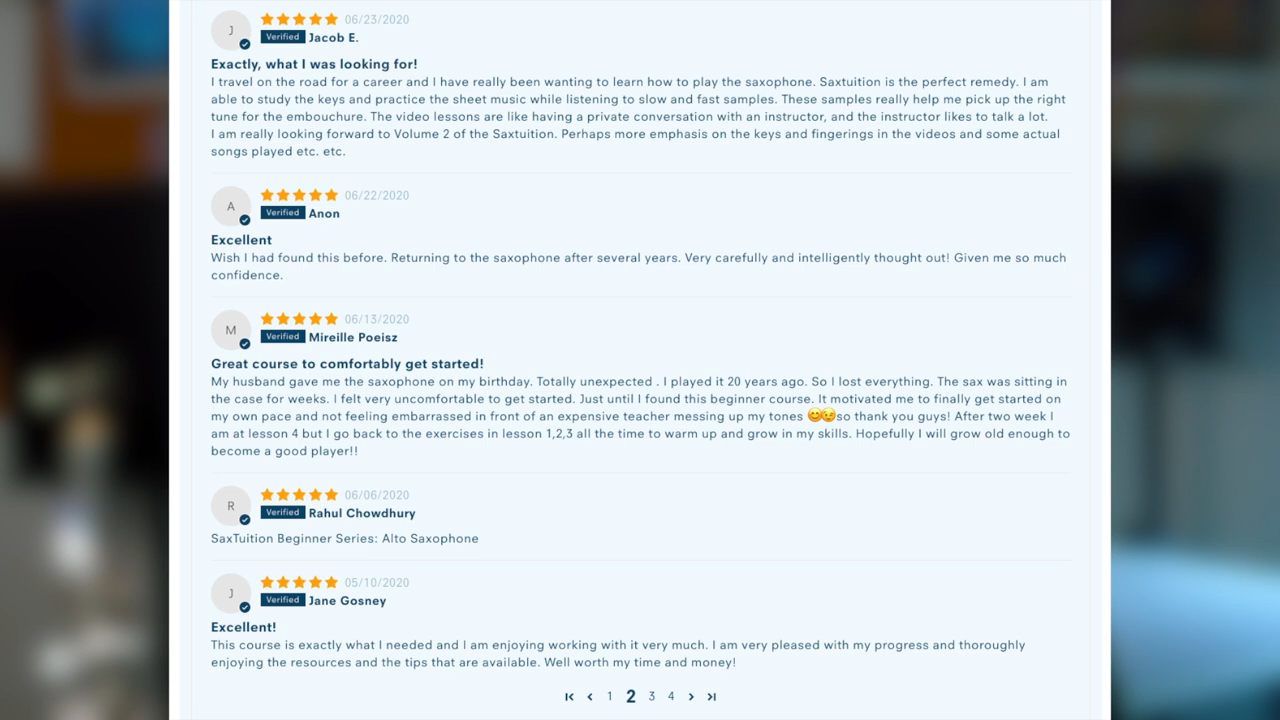 J
06/23/2020
Verified Jacob E.
Exactly, what I was looking for!
I travel on the road for a career and I have really been wanting to learn how to play the saxophone. Saxtuition is the perfect remedy. I am
able to study the keys and practice the sheet music while listening to slow and fast samples. These samples really help me pick up the right
tune for the embouchure. The video lessons are like having a private conversation with an instructor, and the instructor likes to talk a lot.
I am really looking forward to Volume 2 of the Saxtuition. Perhaps more emphasis on the keys and fingerings in the videos and some actual
songs played etc. etc.
A
06/22/2020
Verified Anon
Excellent
Wish I had found this before. Returning to the saxophone after several years. Very carefully and intelligently thought out! Given me so much
confidence.
M
06/13/2020
Verified Mireille Poeisz
Great course to comfortably get started!
My husband gave me the saxophone on my birthday. Totally unexpected . I played it 20 years ago. So I lost everything. The sax was sitting in
the case for weeks. I felt very uncomfortable to get started. Just until I found this beginner course. It motivated me to finally get started on
my own pace and not feeling embarrassed in front of an expensive teacher messing up my tones 😊😉so thank you guys! After two week I
am at lesson 4 but I go back to the exercises in lesson 1,2,3 all the time to warm up and grow in my skills. Hopefully I will grow old enough to
become a good player!!
R
06/06/2020
Verified Rahul Chowdhury
SaxTuition Beginner Series: Alto Saxophone
J
05/10/2020
Verified Jane Gosney
Excellent!
This course is exactly what I needed and I am enjoying working with it very much. I am very pleased with my progress and thoroughly
enjoying the resources and the tips that are available. Well worth my time and money!
1 2 3 4